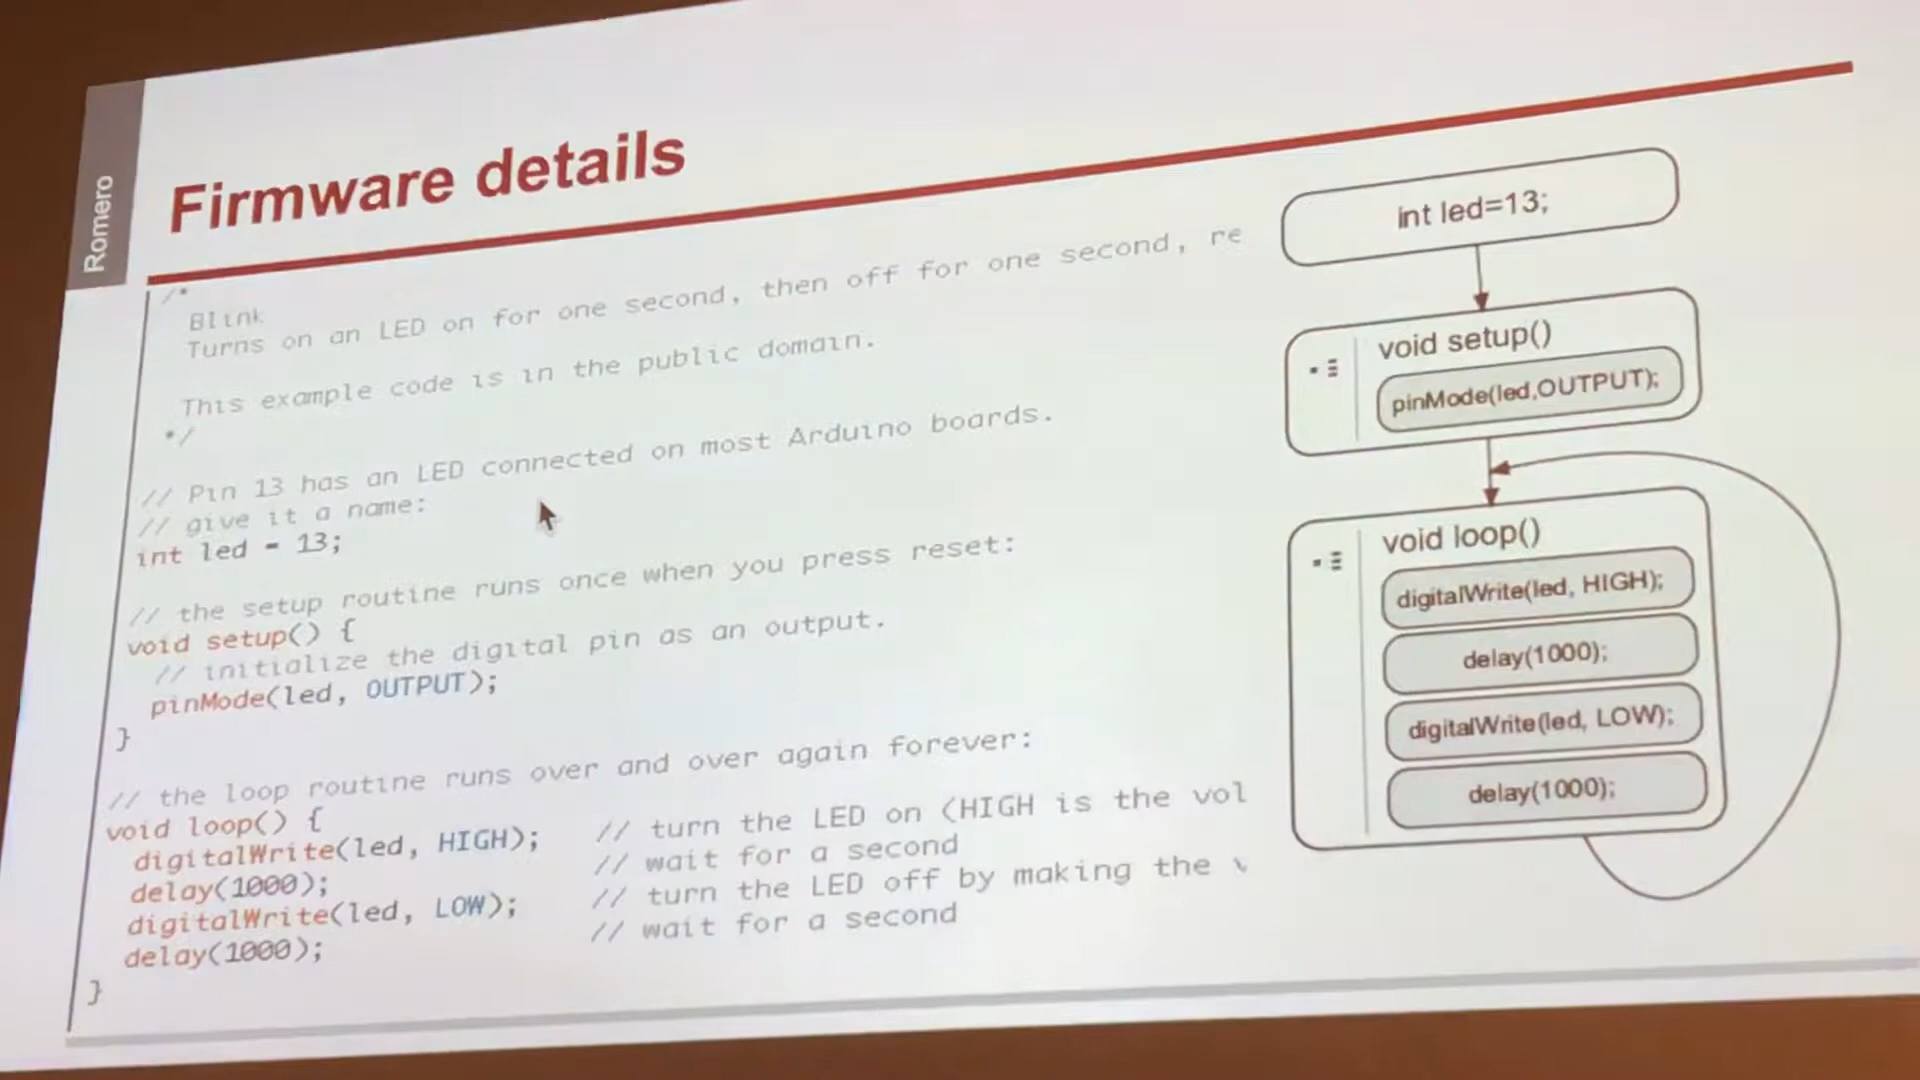 Romero
Firmware details
/*
Blink
Turns on an LED on for one second, then off for one second, re
This example code is in the public domain.
*/
// Pin 13 has an LED connected on most Arduino boards.
// give it a name:
int led = 13;
// the setup routine runs once when you press reset:
void setup() {
// initialize the digital pin as an output.
pinMode(led, OUTPUT);
}
// the loop routine runs over and over again forever:
void loop() {
digitalWrite(led, HIGH);   // turn the LED on (HIGH is the vol
delay(1000);   // wait for a second
digitalWrite(led, LOW);   // turn the LED off by making the
delay(1000);   // wait for a second
}
int led=13;
void setup()
pinMode(led,OUTPUT);
void loop()
digitalWrite(led, HIGH);
delay(1000);
digitalWrite(led, LOW);
delay(1000);